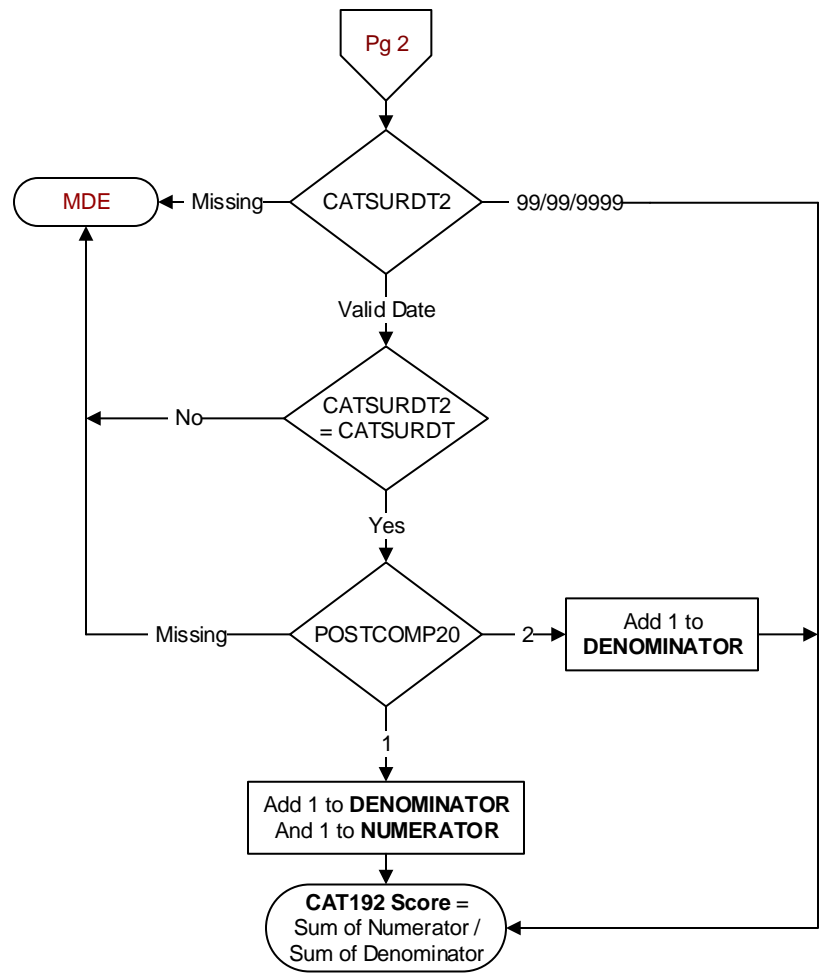 Pg 2
MDE
Missing
CATSURDT2
99/99/9999
Valid Date
No
CATSURDT2
= CATSURDT
Yes
Missing
POSTCOMP20
2
Add 1 to
DENOMINATOR
1
Add 1 to DENOMINATOR
And 1 to NUMERATOR
CAT192 Score =
Sum of Numerator /
Sum of Denominator